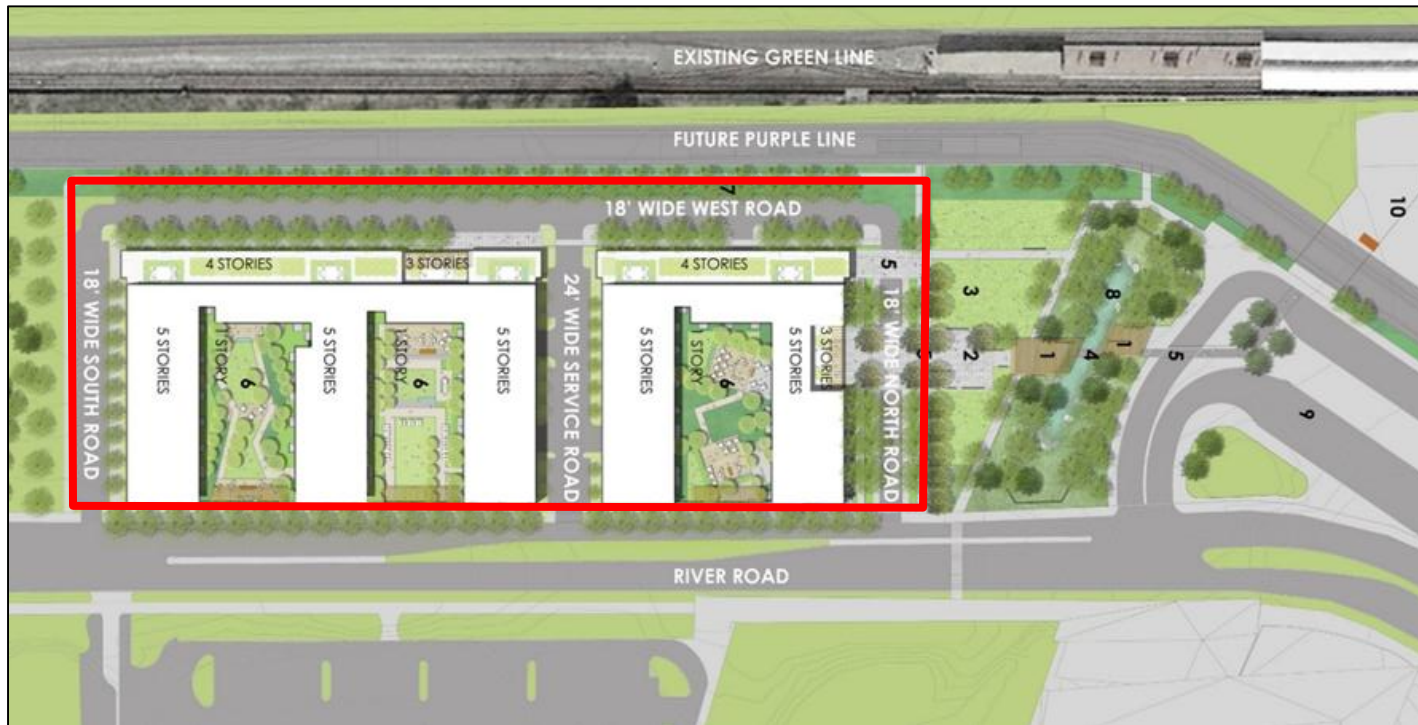 EXISTING GREEN LINE
FUTURE PURPLE LINE
7
18' WIDE WEST ROAD
10
4 STORIES
3 STORIES
4 STORIES
5
3
8
18' WIDE SOUTH ROAD
5 STORIES
1 STORY
6
5 STORIES
1 STORY
6
5 STORIES
24' WIDE SERVICE ROAD
5 STORIES
1 STORY
6
5 STORIES
3 STORIES
18' WIDE NORTH ROAD
2
1
4
1
5
9
RIVER ROAD